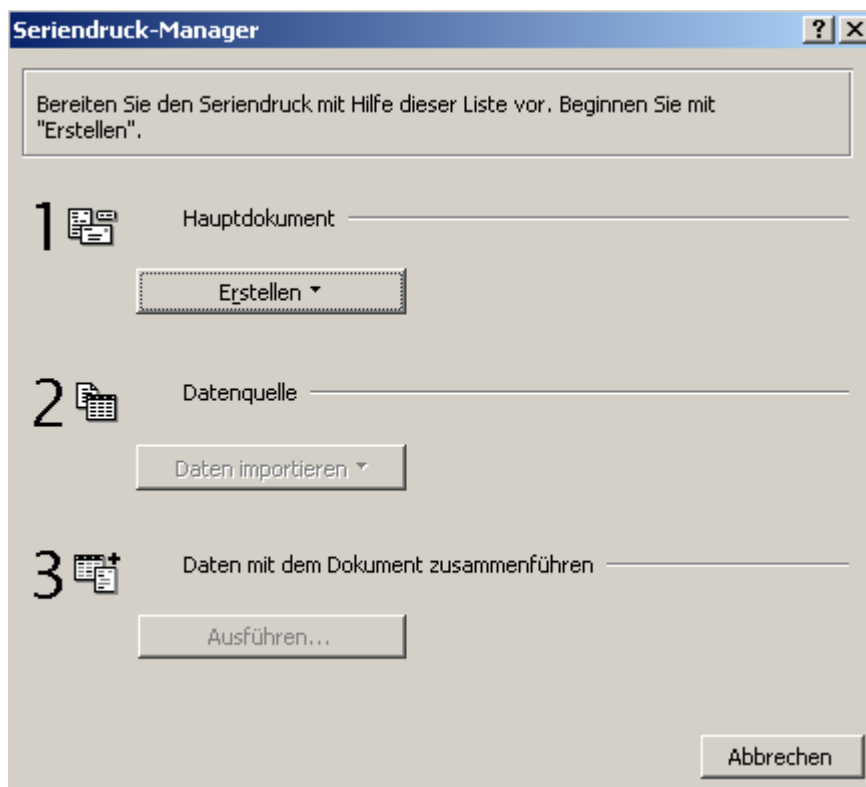 Seriendruck-Manager
Bereiten Sie den Seriendruck mit Hilfe dieser Liste vor. Beginnen Sie mit
"Erstellen".
1 Hauptdokument
Erstellen
2 Datenquelle
Daten importieren
3 Daten mit dem Dokument zusammenführen
Ausführen...
Abbrechen